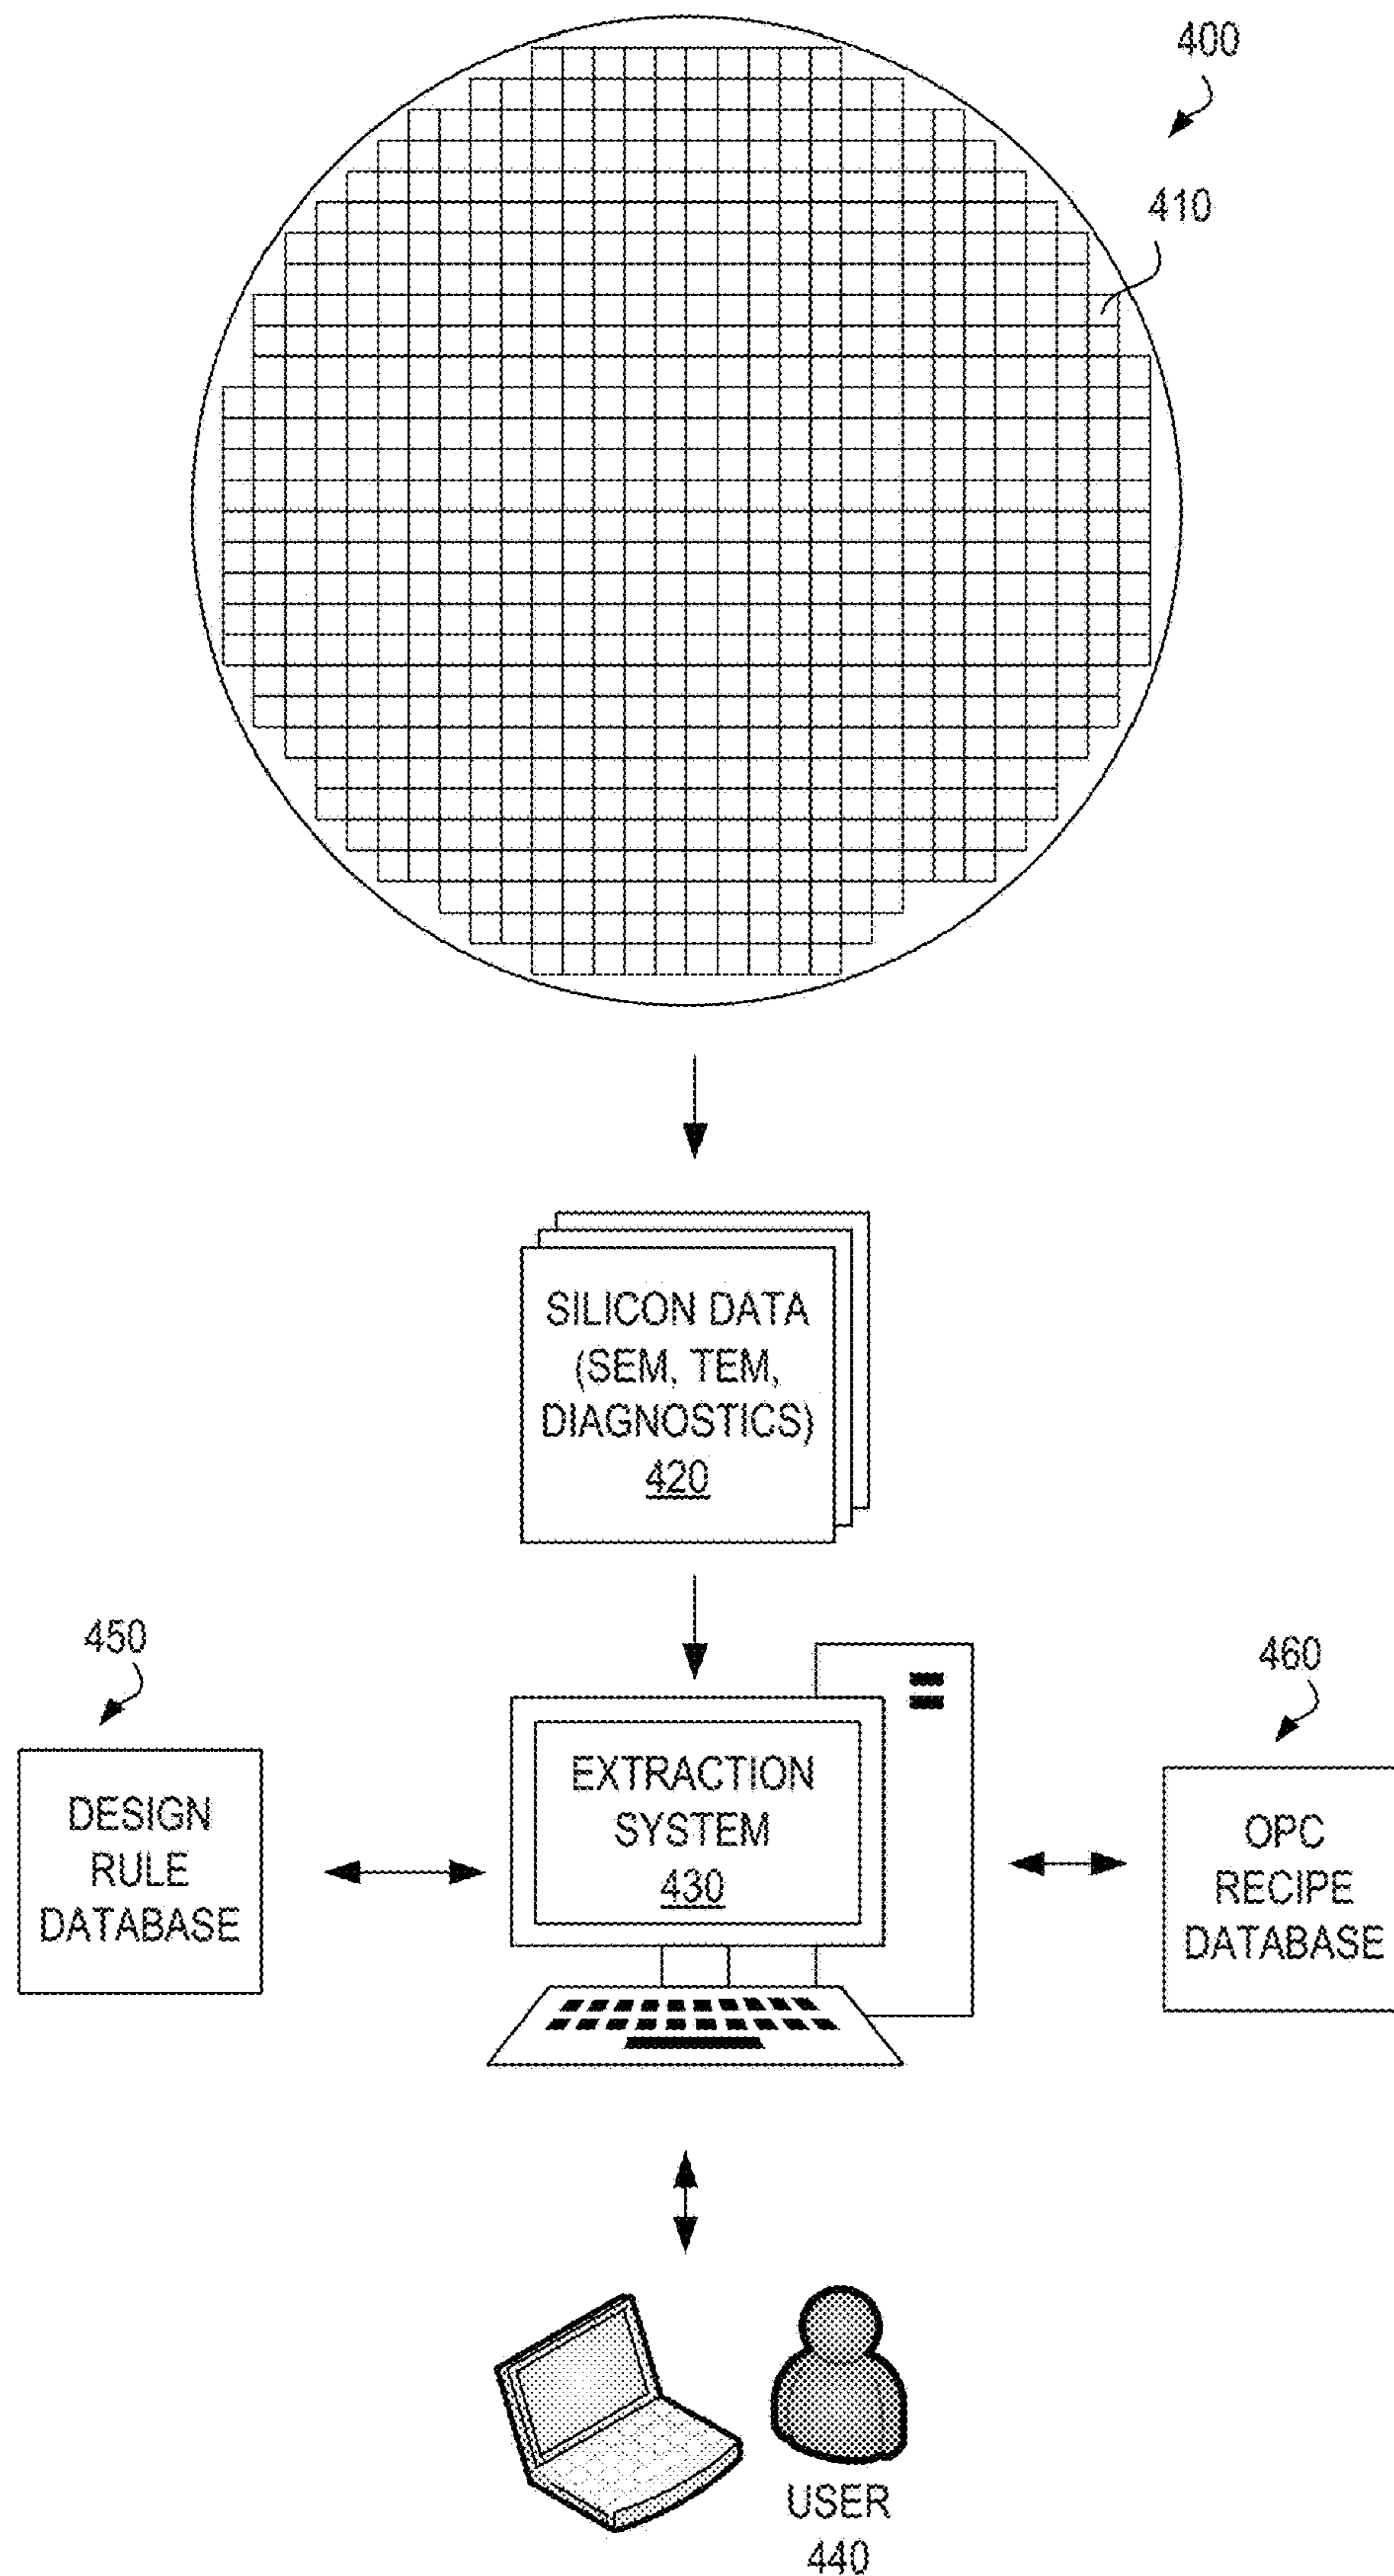 400
410
SILICON DATA
(SEM, TEM,
DIAGNOSTICS)
420
450
DESIGN
RULE
DATABASE
EXTRACTION
SYSTEM
430
460
OPC
RECIPE
DATABASE
USER
440